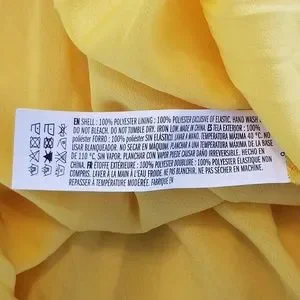 EN SHELL : 100% POLYESTER LINING : 100% POLYESTER EXCLUSIVE OF ELASTIC. HAND WASH
DO NOT BLEACH. DO NOT TUMBLE DRY. IRON LOW. MADE IN CHINA. ES TELA EXTERIOR : 100%
poliéster FORRO: 100% poliéster SIN ELÁSTICO LAVAR A MANO. TEMPERATURA MÁXIMA 40 °C. NO
USAR BLANQUEADOR. NO SECAR EN MÁQUINA. PLANCHAR A UNA TEMPERATURA MÁXIMA DE LA BASE
DE 110 °C, SIN VAPOR. PLANCHAR CON VAPOR PUEDE CAUSAR DAÑO IRREVERSIBLE. HECHO EN
CHINA. FR ÉTOFFE EXTÉRIEURE : 100% POLYESTER DOUBLURE : 100% POLYESTER ÉLASTIQUE NON
COMPRIS. LAVER À LA MAIN À L'EAU FROIDE. NE PAS BLANCHIR. NE PAS SÉCHER EN MACHINE.
REPASSER À TEMPÉRATURE MODÉRÉE. FABRIQUÉ EN